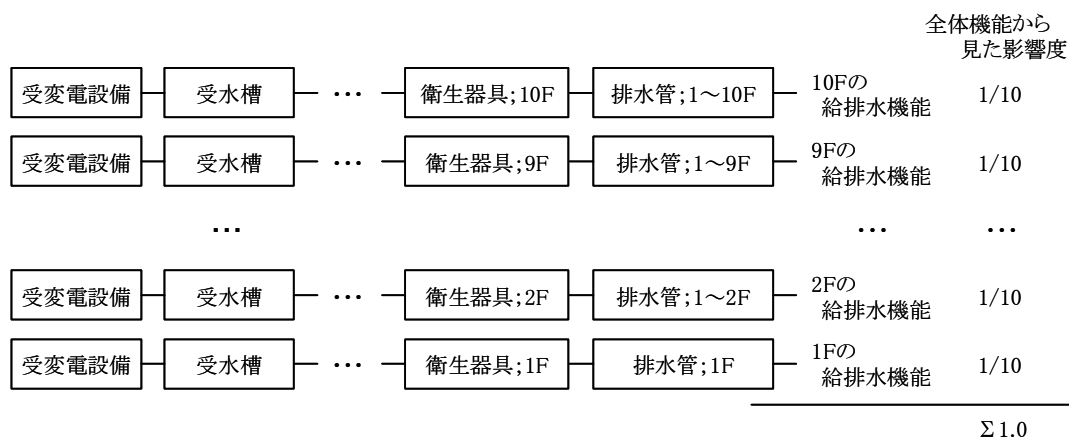 全体機能から
見た影響度
受変電設備 受水槽 … 衛生器具;10F 排水管;1～10F 10Fの
給排水機能 1/10
受変電設備 受水槽 … 衛生器具;9F 排水管;1～9F 9Fの
給排水機能 1/10
… … …
受変電設備 受水槽 … 衛生器具;2F 排水管;1～2F 2Fの
給排水機能 1/10
受変電設備 受水槽 … 衛生器具;1F 排水管;1F 1Fの
給排水機能 1/10
Σ1.0